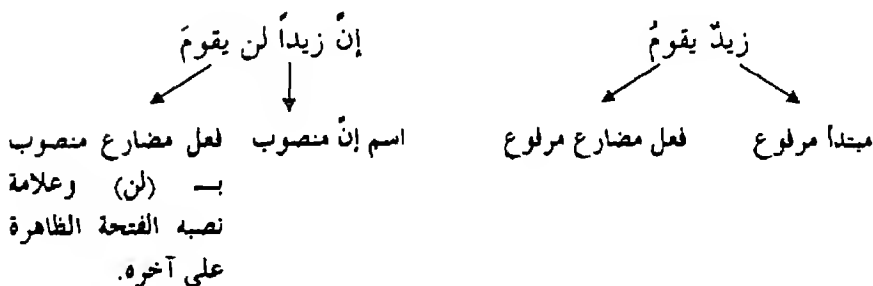 زيدٌ يقومُ
إنَّ زيداً لن يقومَ
مبتدأ مرفوع
فعل مضارع مرفوع
اسم إنَّ منصوب
فعل مضارع منصوب
بـ (لن) وعلامة
نصبه الفتحة الظاهرة
على آخره.